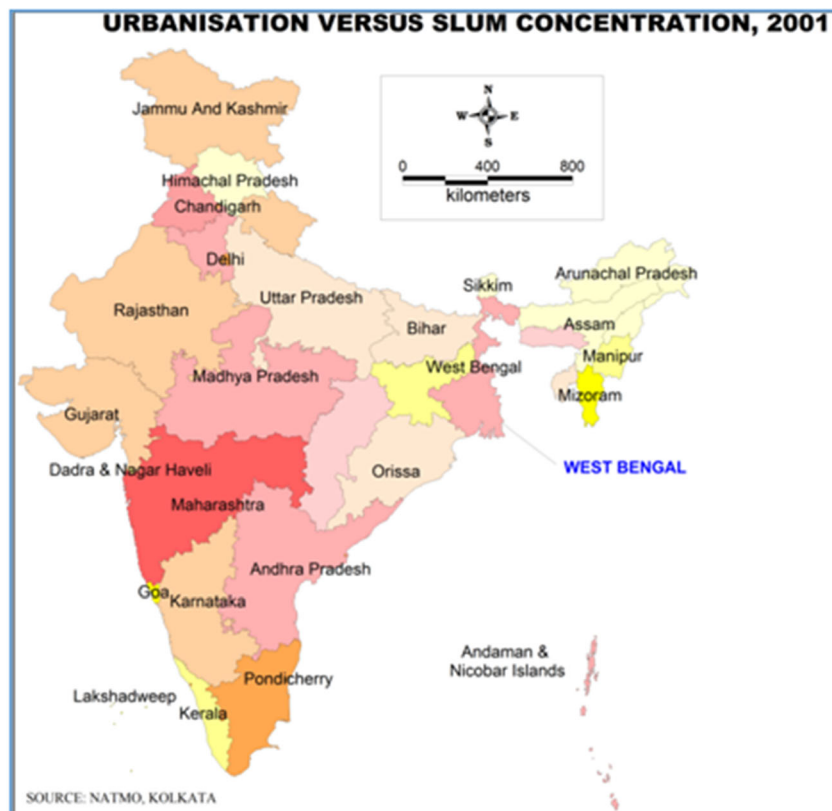 URBANISATION VERSUS SLUM CONCENTRATION, 2001
Jammu And Kashmir
N
W
E
S
0
400
800
kilometers
Himachal Pradesh
Chandigarh
Delhi
Rajasthan
Uttar Pradesh
Sikkim
Arunachal Pradesh
Assam
Bihar
Manipur
West Bengal
Madhya Pradesh
Mizoram
Gujarat
Dadra & Nagar Haveli
Orissa
WEST BENGAL
Maharashtra
Andhra Pradesh
Goa
Karnataka
Andaman &
Nicobar Islands
Pondicherry
Lakshadweep
Kerala
SOURCE: NATMO, KOLKATA